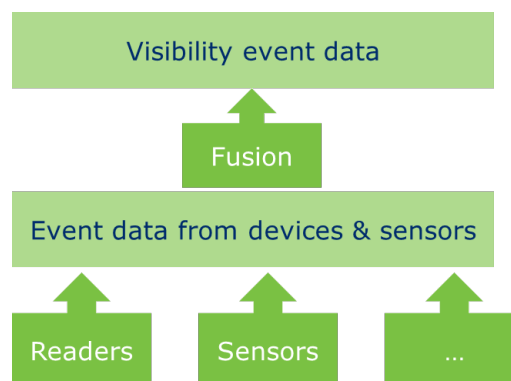 Visibility event data
Fusion
Event data from devices & sensors
Readers
Sensors
...